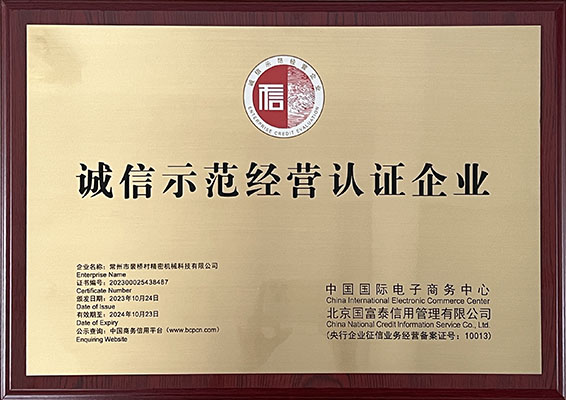 诚信示范经营企业
信
ENTERPRISE CREDIT EVALUATION
诚信示范经营认证企业
企业名称：常州市裴桥村精密机械科技有限公司
Enterprise Name
证书编号：202300025438487
Certificate Number
颁发日期：2023年10月24日
Date of Issue
有效期至：2024年10月23日
Date of Expiry
公示查询：中国商务信用平台（www.bcpcn.com）
Enquiring Website
中国国际电子商务中心
China International Electronic Commerce Center
北京国富泰信用管理有限公司
China National Credit Information Service Co., Ltd.
(央行企业征信业务经营备案证号：10013)